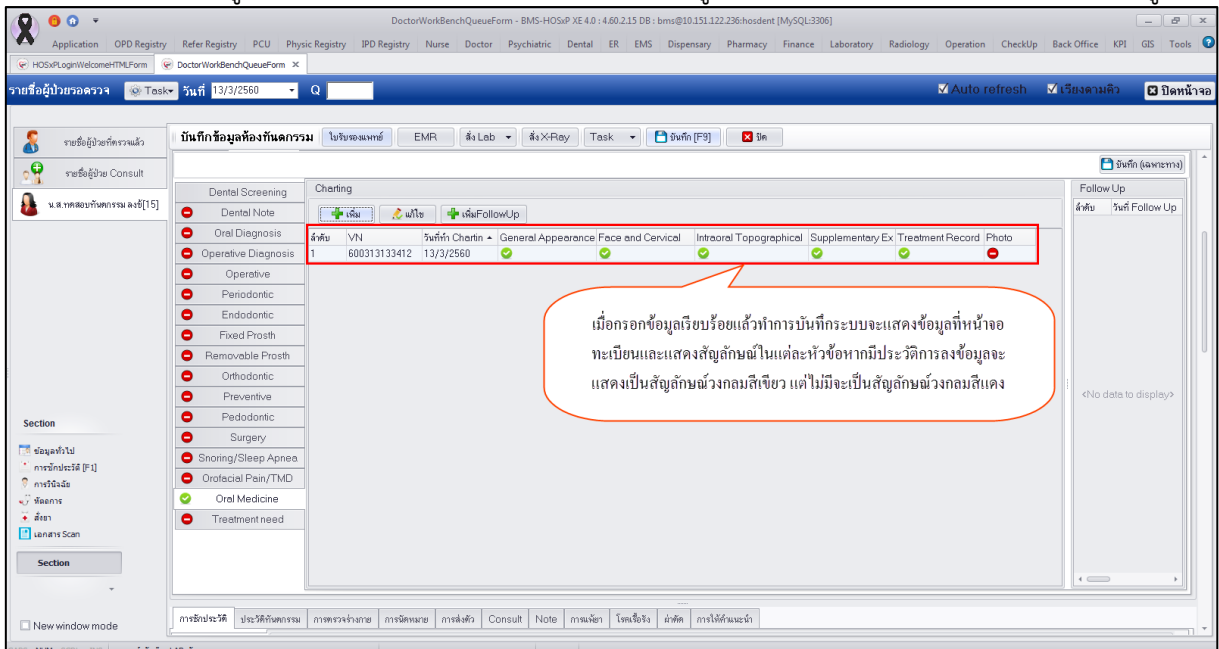 DoctorWorkBenchQueueForm - BMS-HOSxP XE 4.0 : 4.60.2.15 DB : bms@10.151.122.236:hosdent [MySQL:3306]
Application OPD Registry Refer Registry PCU Physic Registry IPD Registry Nurse Doctor Psychiatric Dental ER EMS Dispensary Pharmacy Finance Laboratory Radiology Operation CheckUp Back Office KPI GIS Tools
HOSxPLoginWelcomeHTMLForm DoctorWorkBenchQueueForm
รายชื่อผู้ป่วยรอตรวจ Task วันที่ 13/3/2560 Q Auto refresh เรียงตามคิว ปิดหน้าจอ
รายชื่อผู้ป่วยที่ตรวจแล้ว
รายชื่อผู้ป่วย Consult
น.ส.ทดสอบทันตกรรม ลงชี้[15]
บันทึกข้อมูลห้องทันตกรรม ใบรับรองแพทย์ EMR สั่ง Lab สั่ง X-Ray Task บันทึก [F9] ปิด
บันทึก (เฉพาะทาง)
Dental Screening
Dental Note
Oral Diagnosis
Operative Diagnosis
Operative
Periodontic
Endodontic
Fixed Prosth
Removable Prosth
Orthodontic
Preventive
Pedodontic
Surgery
Snoring/Sleep Apnea
Orofacial Pain/TMD
Oral Medicine
Treatment need
Charting
เพิ่ม แก้ไข เพิ่มFollowUp
ลำดับ VN วันที่ทำ Chartin General Appearance Face and Cervical Intraoral Topographical Supplementary Ex Treatment Record Photo
1 600313133412 13/3/2560
เมื่อกรอกข้อมูลเรียบร้อยแล้วทำการบันทึกระบบจะแสดงข้อมูลที่หน้าจอ
ทะเบียนและแสดงสัญลักษณ์ในแต่ละหัวข้อหากมีประวัติการลงข้อมูลจะ
แสดงเป็นสัญลักษณ์วงกลมสีเขียว แต่ไม่มีจะเป็นสัญลักษณ์วงกลมสีแดง
Follow Up
ลำดับ วันที่ Follow Up
<No data to display>
Section
ข้อมูลทั่วไป
การซักประวัติ [F1]
การวินิจฉัย
หัตถการ
สั่งยา
เอกสาร Scan
Section
New window mode
การซักประวัติ ประวัติทันตกรรม การตรวจร่างกาย การนัดหมาย การส่งตัว Consult Note การแพ้ยา โรคเรื้อรัง ผ่าตัด การให้คำแนะนำ